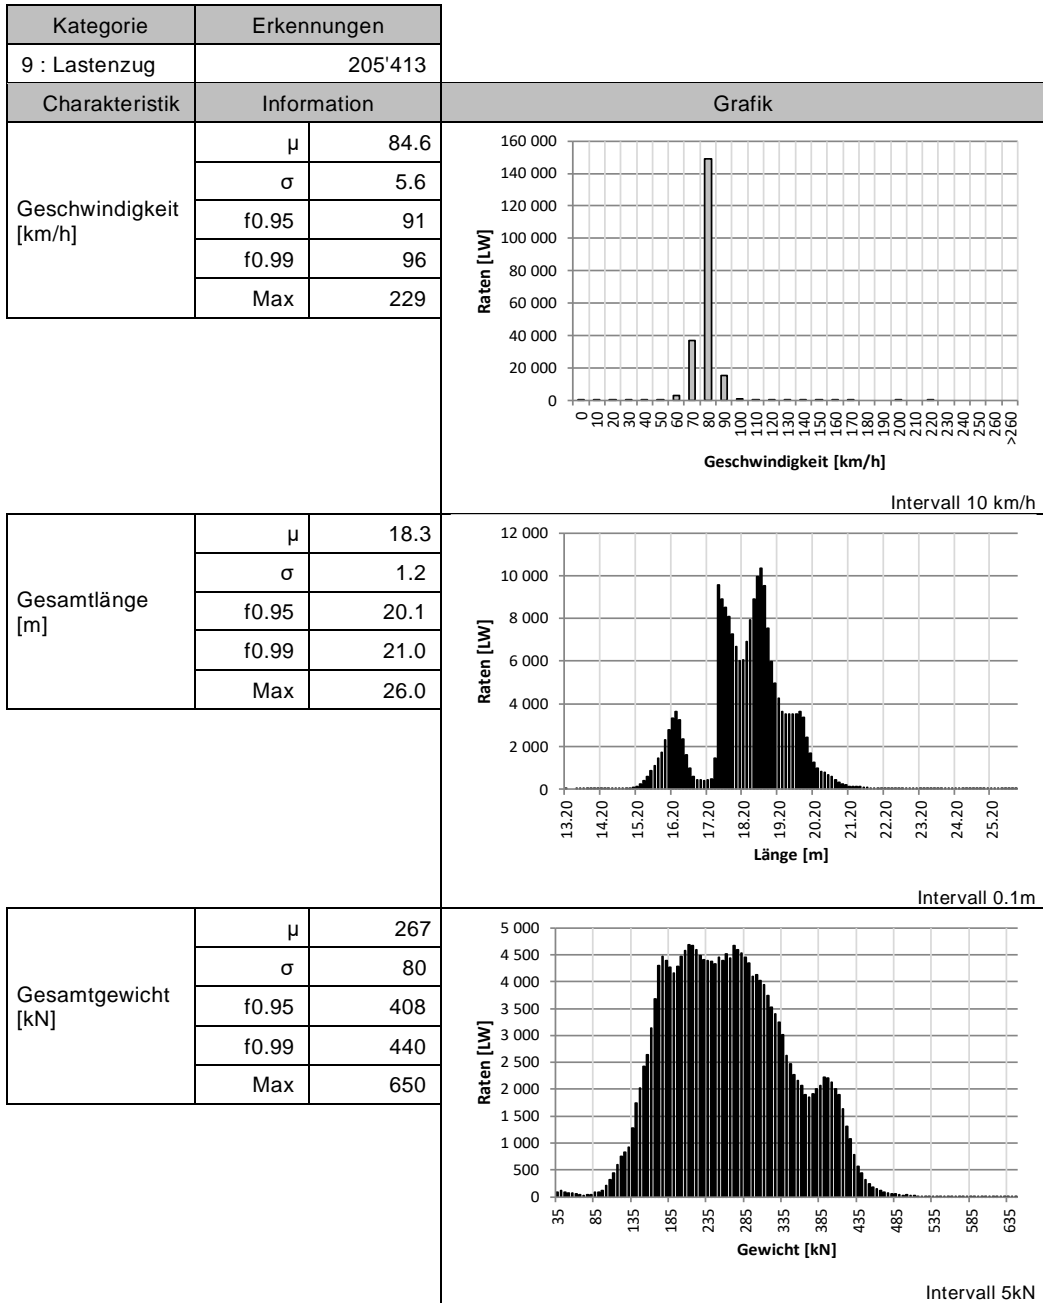 Kategorie Erkennungen
9 : Lastenzug 205'413
Charakteristik Information Grafik
Geschwindigkeit
[km/h]
μ 84.6
σ 5.6
f0.95 91
f0.99 96
Max 229
160 000
140 000
120 000
100 000
80 000
60 000
40 000
20 000
0
Raten [LW]
0 10 20 30 40 50 60 70 80 90 100 110 120 130 140 150 160 170 180 190 200 210 220 230 240 250 260 >260
Geschwindigkeit [km/h]
Intervall 10 km/h
Gesamtlänge
[m]
μ 18.3
σ 1.2
f0.95 20.1
f0.99 21.0
Max 26.0
12 000
10 000
8 000
6 000
4 000
2 000
0
Raten [LW]
13.20 14.20 15.20 16.20 17.20 18.20 19.20 20.20 21.20 22.20 23.20 24.20 25.20
Länge [m]
Intervall 0.1m
Gesamtgewicht
[kN]
μ 267
σ 80
f0.95 408
f0.99 440
Max 650
5 000
4 500
4 000
3 500
3 000
2 500
2 000
1 500
1 000
500
0
Raten [LW]
35 85 135 185 235 285 335 385 435 485 535 585 635
Gewicht [kN]
Intervall 5kN